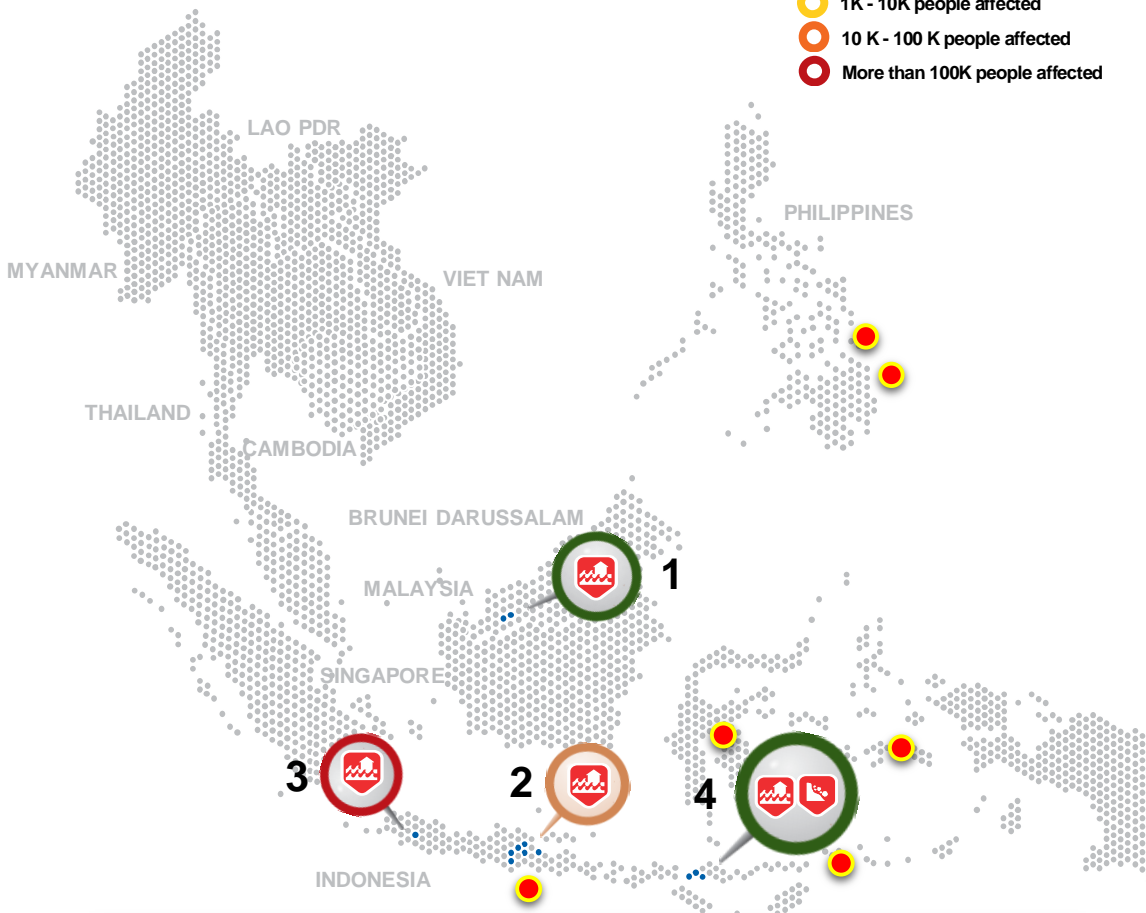 1K - 10K people affected
10 K - 100 K people affected
More than 100K people affected
LAO PDR
PHILIPPINES
MYANMAR
VIET NAM
THAILAND
CAMBODIA
BRUNEI DARUSSALAM
1
MALAYSIA
SINGAPORE
3
2
4
INDONESIA